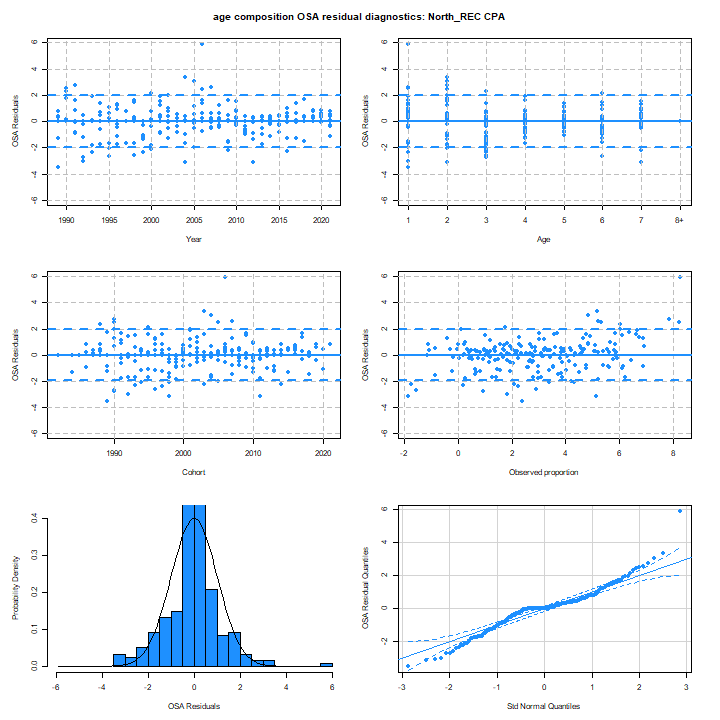 age composition OSA residual diagnostics: North_REC CPA
OSA Residuals
6
4
2
0
-2
-4
-6
1990 1995 2000 2005 2010 2015 2020
Year
OSA Residuals
6
4
2
0
-2
-4
-6
1 2 3 4 5 6 7 8+
Age
OSA Residuals
6
4
2
0
-2
-4
-6
1990 2000 2010 2020
Cohort
OSA Residuals
6
4
2
0
-2
-4
-6
-2 0 2 4 6 8
Observed proportion
Probability Density
0.4
0.3
0.2
0.1
0.0
-6 -4 -2 0 2 4 6
OSA Residuals
OSA Residual Quantiles
6
4
2
0
-2
-3 -2 -1 0 1 2 3
Std Normal Quantiles